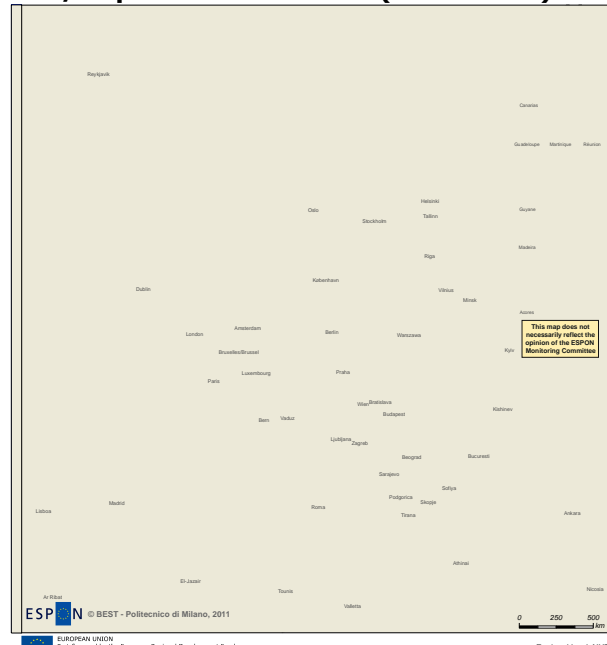 Reykjavik
Canarias
Guadeloupe Martinique Réunion
Helsinki
Oslo
Tallinn
Guyane
Stockholm
Madeira
Riga
København
Dublin
Vilnius
Minsk
Acores
This map does not
necessarily reflect the
opinion of the ESPON
Monitoring Committee
Amsterdam
London
Berlin
Warszawa
Kyiv
Bruxelles/Brussel
Luxembourg
Praha
Paris
Wien
Bratislava
Kishinev
Budapest
Bern
Vaduz
Ljubljana
Zagreb
Beograd
Bucuresti
Sarajevo
Sofiya
Podgorica
Skopje
Madrid
Roma
Lisboa
Tirana
Ankara
Athinai
El-Jazair
Tounis
Nicosia
Ar Ribat
Valletta
ESPON © BEST - Politecnico di Milano, 2011
0 250 500
km
EUROPEAN UNION